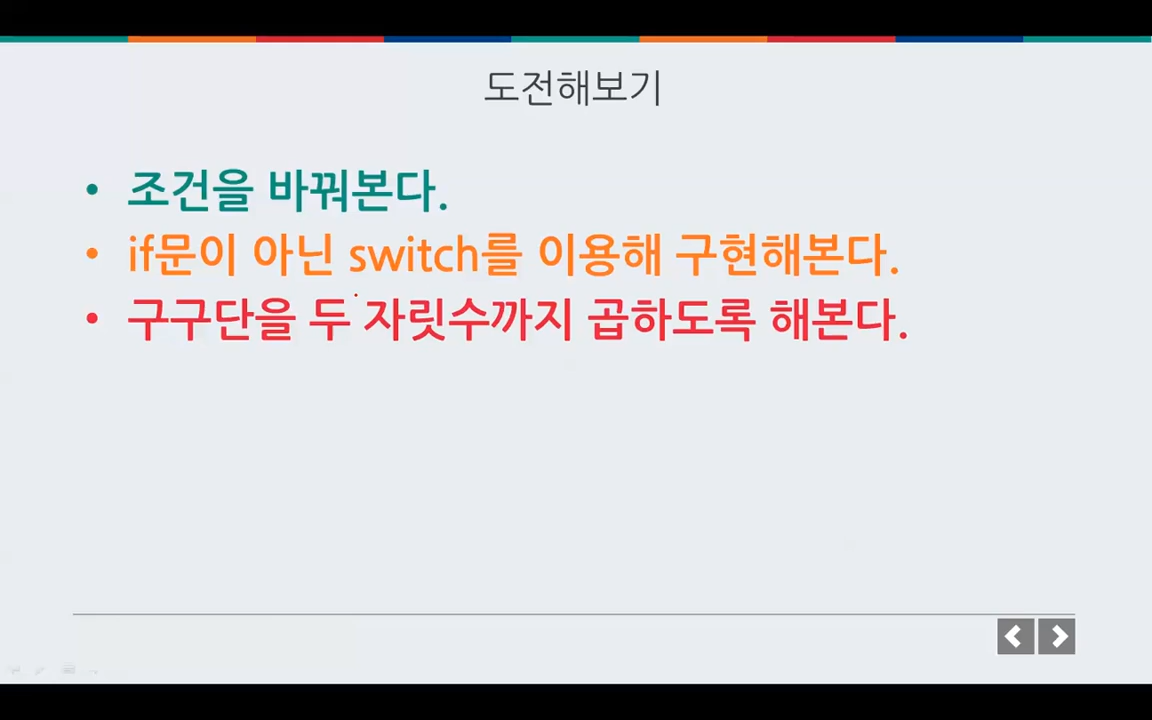 도전해보기
• 조건을 바꿔본다.
• if문이 아닌 switch를 이용해 구현해본다.
• 구구단을 두 자릿수까지 곱하도록 해본다.